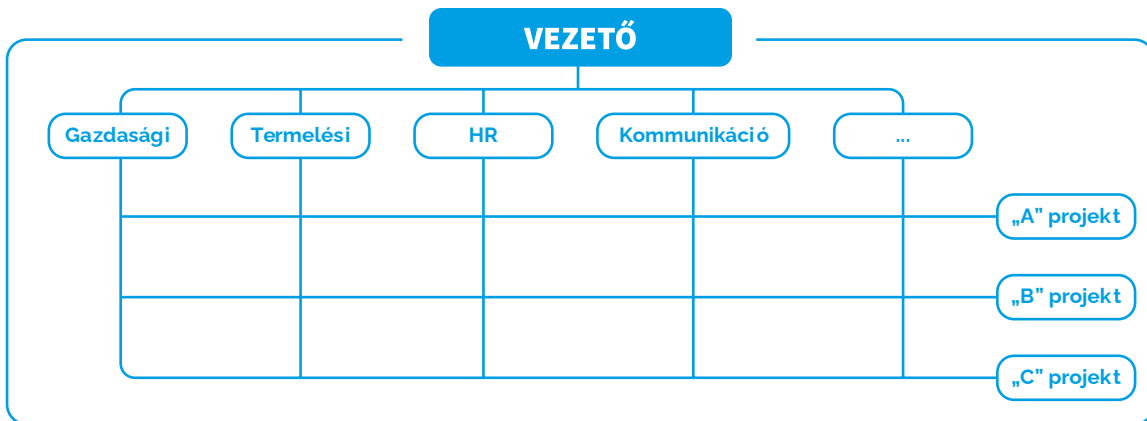 VEZETŐ
Gazdasági
Termelési
HR
Kommunikáció
...
„A” projekt
„B” projekt
„C” projekt